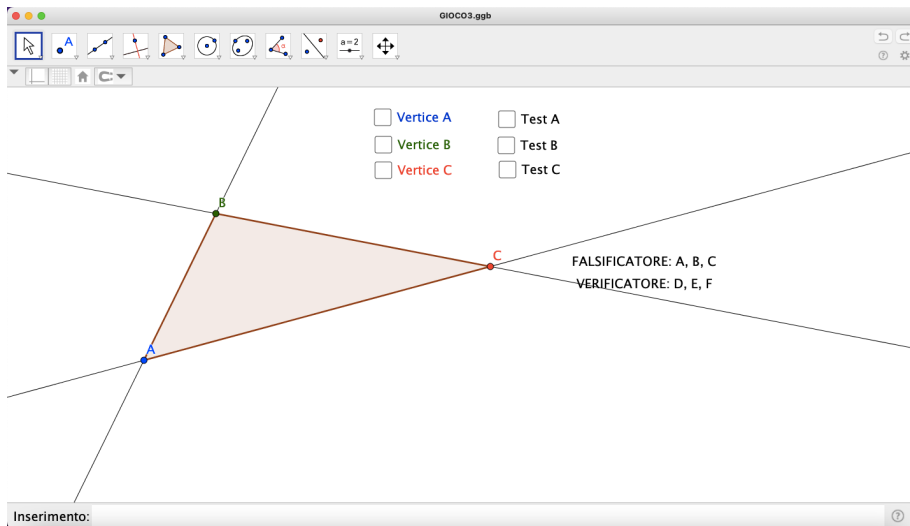 GIOCO3.ggb
A
α
a=2
Vertice A
Test A
Vertice B
Test B
Vertice C
Test C
B
C
FALSIFICATORE: A, B, C
VERIFICATORE: D, E, F
A
Inserimento: